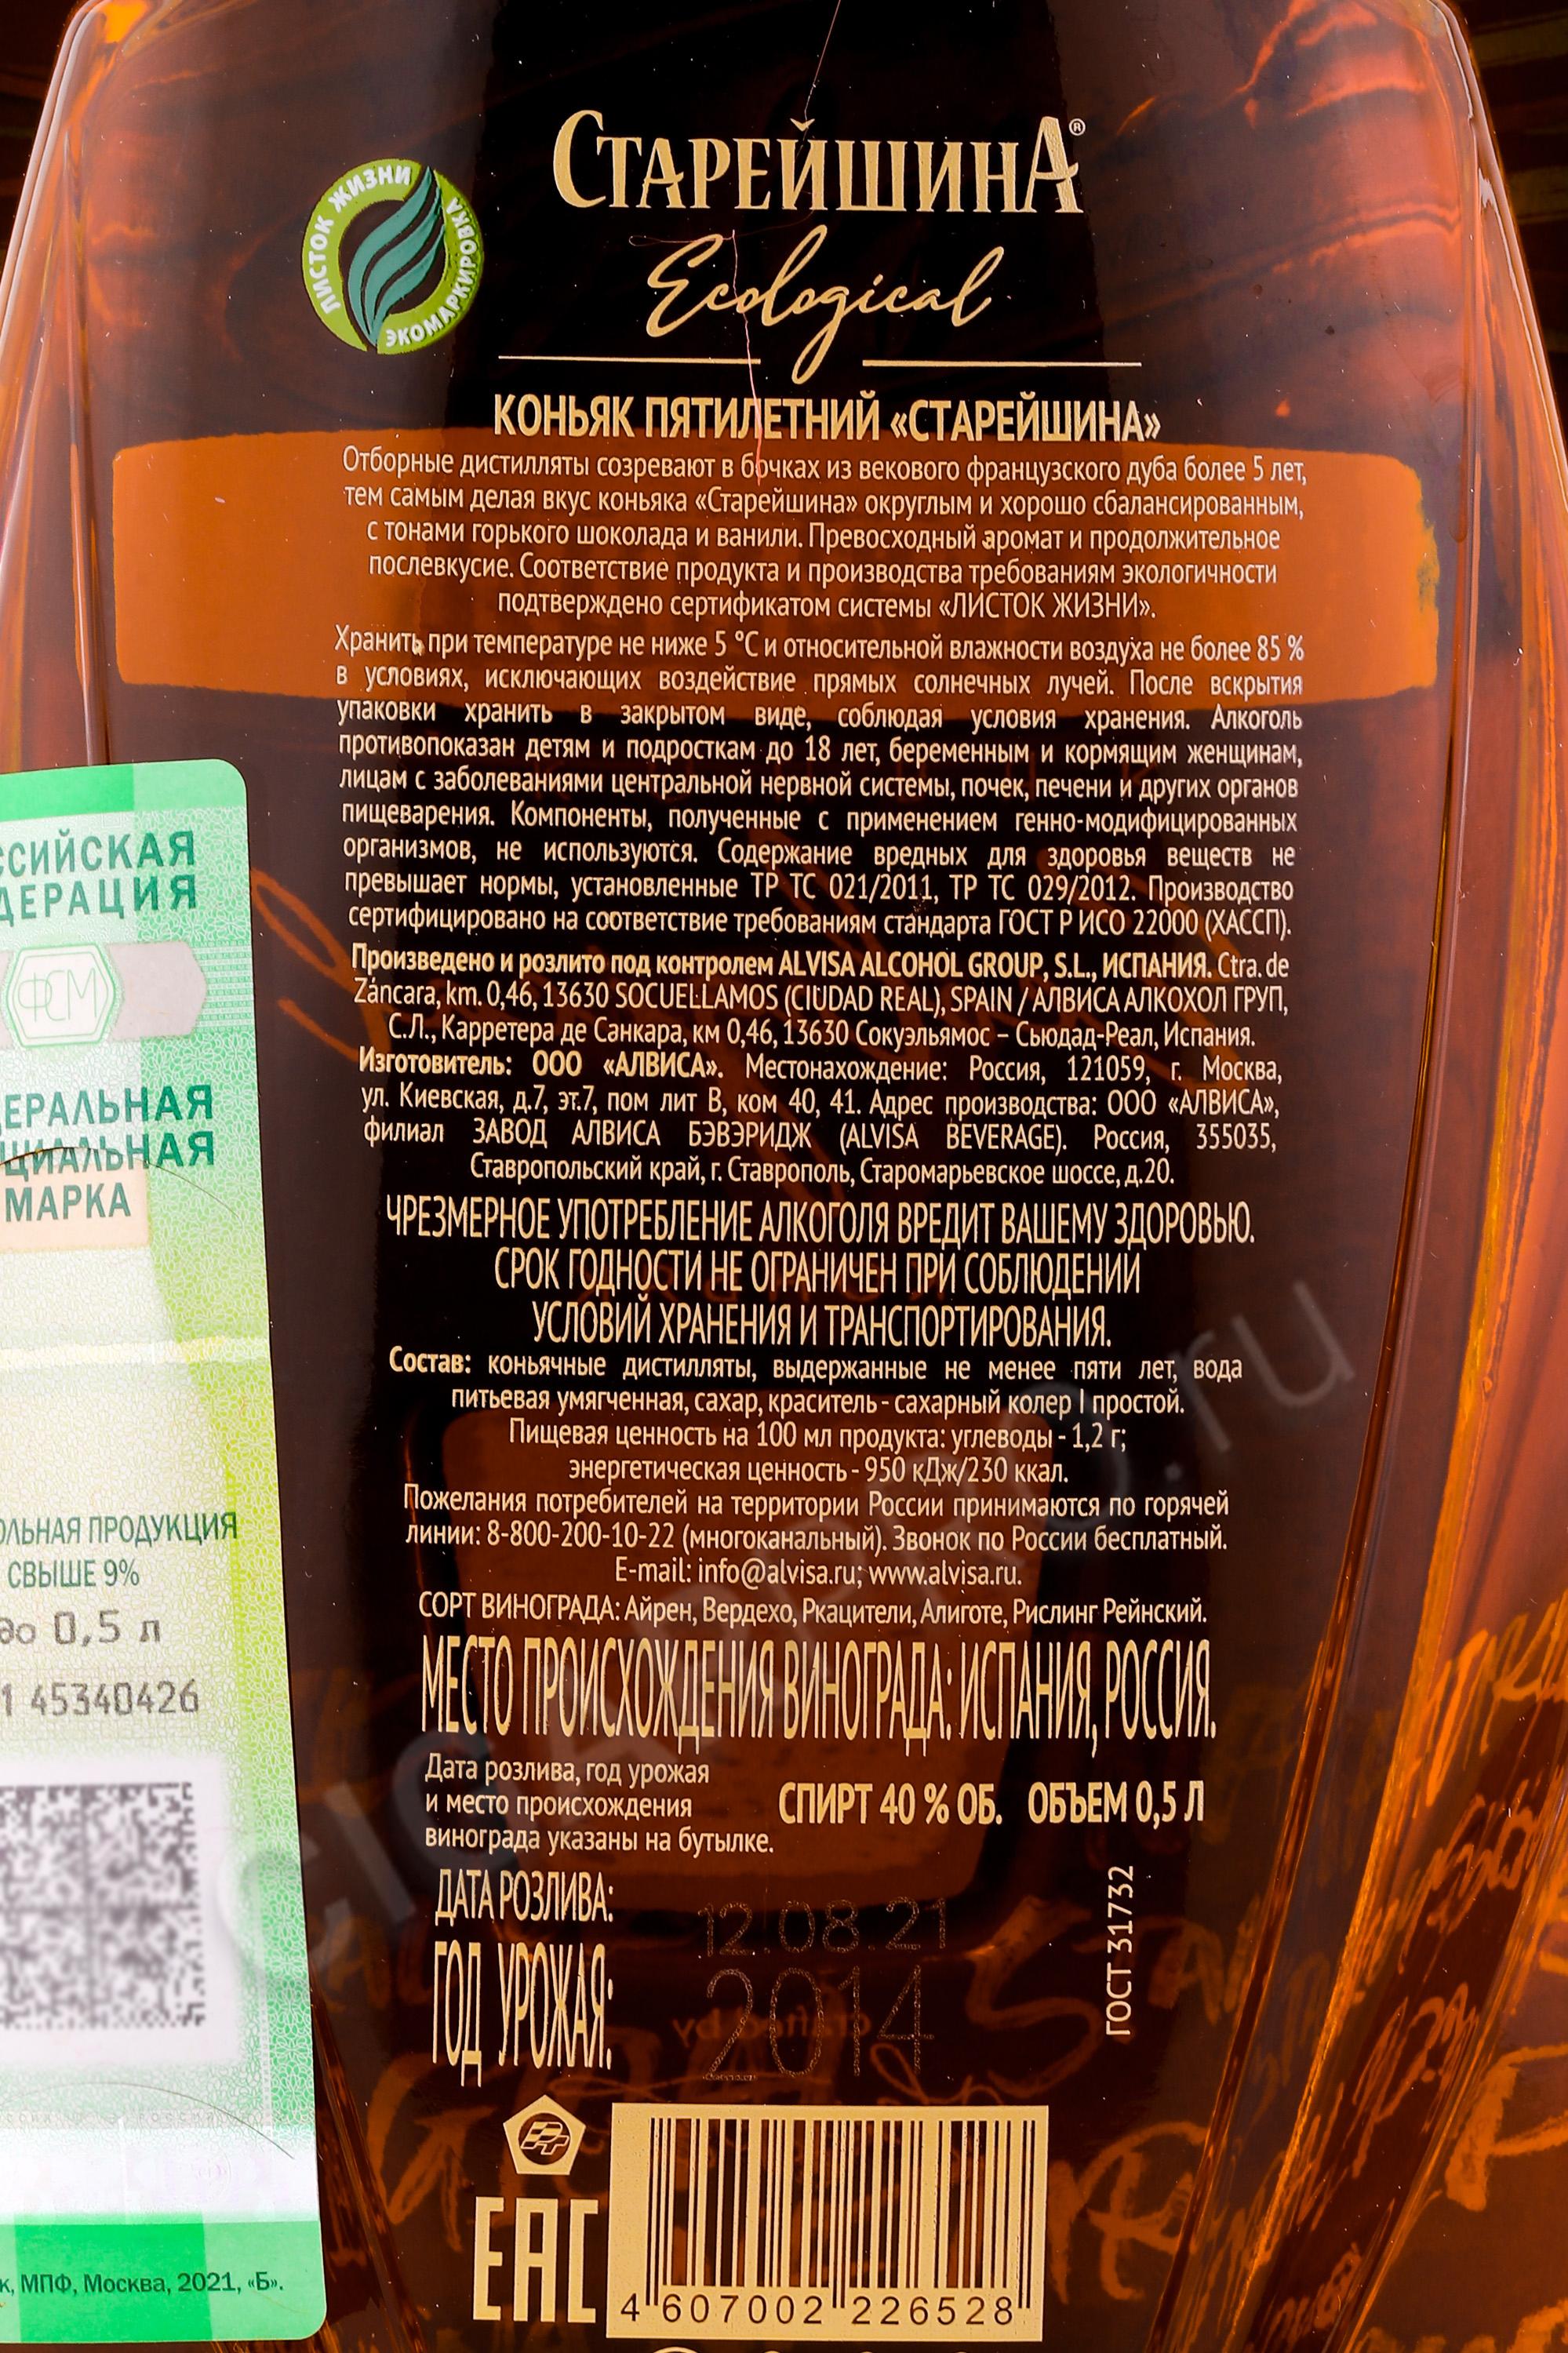 СТАРЕЙШИНА®
Ecological
ЛИСТОК ЖИЗНИ
ЭКОМАРКИРОВКА
КОНЬЯК ПЯТИЛЕТНИЙ «СТАРЕЙШИНА»
Отборные дистилляты созревают в бочках из векового французского дуба более 5 лет,
тем самым делая вкус коньяка «Старейшина» округлым и хорошо сбалансированным,
с тонами горького шоколада и ванили. Превосходный аромат и продолжительное
послевкусие. Соответствие продукта и производства требованиям экологичности
подтверждено сертификатом системы «ЛИСТОК ЖИЗНИ».
Хранить при температуре не ниже 5 °С и относительной влажности воздуха не более 85 %
в условиях, исключающих воздействие прямых солнечных лучей. После вскрытия
упаковки хранить в закрытом виде, соблюдая условия хранения. Алкоголь
противопоказан детям и подросткам до 18 лет, беременным и кормящим женщинам,
лицам с заболеваниями центральной нервной системы, почек, печени и других органов
пищеварения. Компоненты, полученные с применением генно-модифицированных
организмов, не используются. Содержание вредных для здоровья веществ не
превышает нормы, установленные ТР ТС 021/2011, ТР ТС 029/2012. Производство
сертифицировано на соответствие требованиям стандарта ГОСТ Р ИСО 22000 (ХАССП).
Произведено и розлито под контролем ALVISA ALCOHOL GROUP, S.L., ИСПАНИЯ. Ctra. de
Záncara, km. 0,46, 13630 SOCUELLAMOS (CIUDAD REAL), SPAIN / АЛВИСА АЛКОХОЛ ГРУП,
С.Л., Карретера де Санкара, км 0,46, 13630 Сокуэльямос – Сьюдад-Реал, Испания.
Изготовитель: ООО «АЛВИСА». Местонахождение: Россия, 121059, г. Москва,
ул. Киевская, д.7, эт.7, пом лит В, ком 40, 41. Адрес производства: ООО «АЛВИСА»,
филиал ЗАВОД АЛВИСА БЭВЭРИДЖ (ALVISA BEVERAGE). Россия, 355035,
Ставропольский край, г. Ставрополь, Старомарьевское шоссе, д.20.
ЧРЕЗМЕРНОЕ УПОТРЕБЛЕНИЕ АЛКОГОЛЯ ВРЕДИТ ВАШЕМУ ЗДОРОВЬЮ.
СРОК ГОДНОСТИ НЕ ОГРАНИЧЕН ПРИ СОБЛЮДЕНИИ
УСЛОВИЙ ХРАНЕНИЯ И ТРАНСПОРТИРОВАНИЯ.
Состав: коньячные дистилляты, выдержанные не менее пяти лет, вода
питьевая умягченная, сахар, краситель - сахарный колер I простой.
Пищевая ценность на 100 мл продукта: углеводы - 1,2 г;
энергетическая ценность - 950 кДж/230 ккал.
Пожелания потребителей на территории России принимаются по горячей
линии: 8-800-200-10-22 (многоканальный). Звонок по России бесплатный.
E-mail: info@alvisa.ru; www.alvisa.ru.
СОРТ ВИНОГРАДА: Айрен, Вердехо, Ркацители, Алиготе, Рислинг Рейнский.
МЕСТО ПРОИСХОЖДЕНИЯ ВИНОГРАДА: ИСПАНИЯ, РОССИЯ.
Дата розлива, год урожая
и место происхождения
винограда указаны на бутылке.
СПИРТ 40 % ОБ. ОБЪЕМ 0,5 Л
ДАТА РОЗЛИВА: 12.08.21
ГОД УРОЖАЯ: 2014
ГОСТ 31732
РТ
ЕАС
4 607002 226528
ССИЙСКАЯ
ДЕРАЦИЯ
ФСМ
ЕРАЛЬНАЯ
ЦИАЛЬНАЯ
МАРКА
ОЛЬНАЯ ПРОДУКЦИЯ
СВЫШЕ 9%
до 0,5 л
1 45340426
к, МПФ, Москва, 2021, «Б».